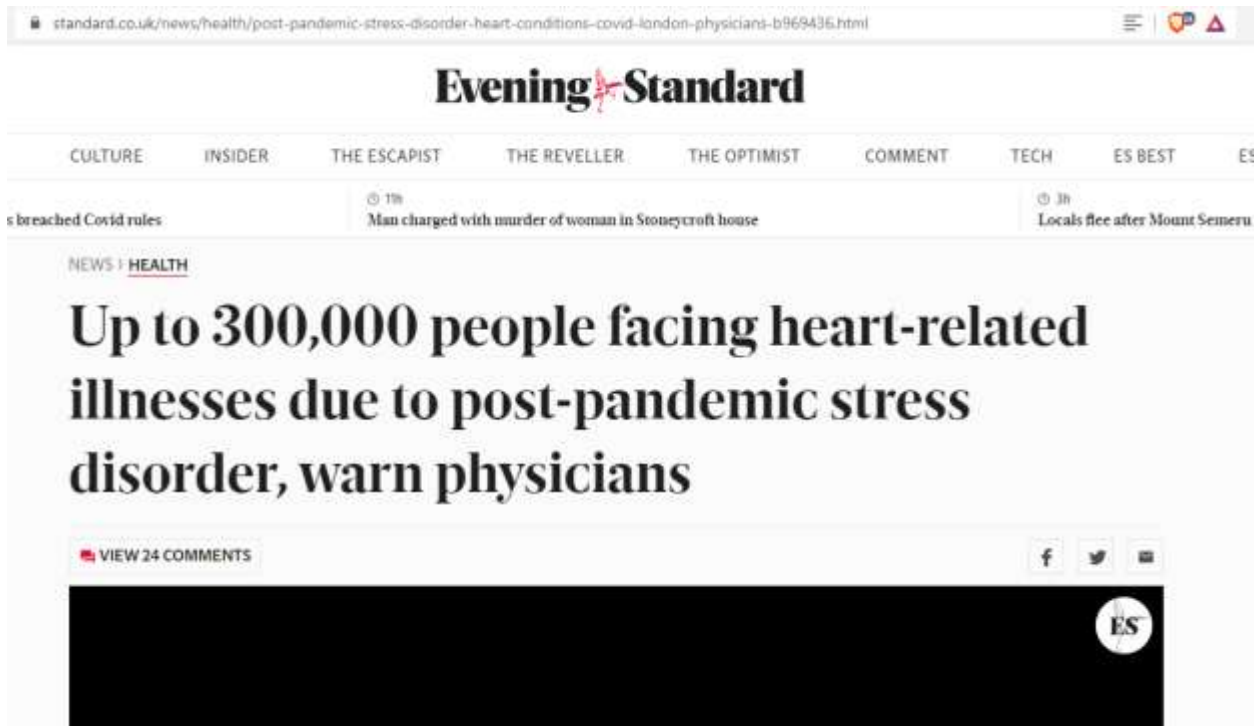 standard.co.uk/news/health/post-pandemic-stress-disorder-heart-conditions-covid-london-physicians-b969436.html
Evening Standard
CULTURE INSIDER THE ESCAPIST THE REVELLER THE OPTIMIST COMMENT TECH ES BEST ES
11h 3h
s breached Covid rules Man charged with murder of woman in Stoneycroft house Locals flee after Mount Semeru
NEWS | HEALTH
Up to 300,000 people facing heart-related
illnesses due to post-pandemic stress
disorder, warn physicians
VIEW 24 COMMENTS
ES